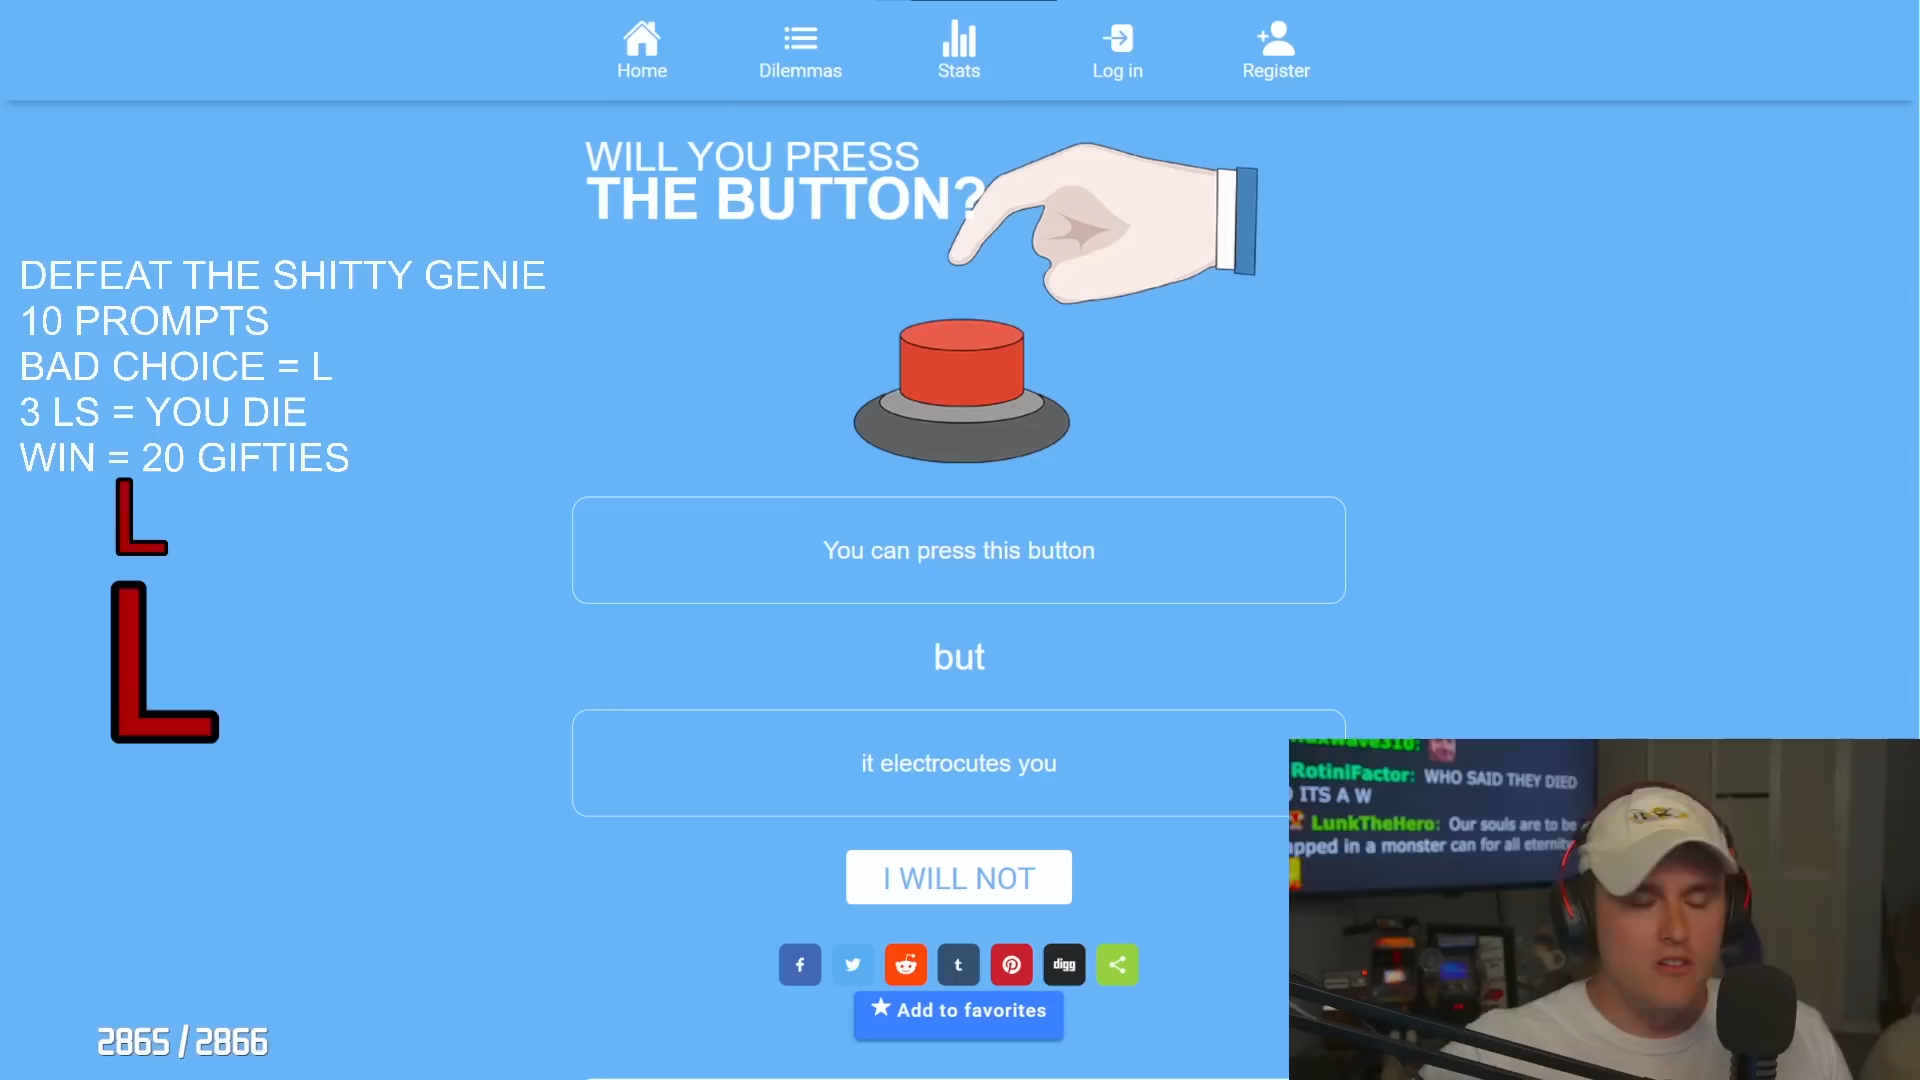 Home
Dilemmas
Stats
Log in
Register
WILL YOU PRESS
THE BUTTON?
DEFEAT THE SHITTY GENIE
10 PROMPTS
BAD CHOICE = L
3 LS = YOU DIE
WIN = 20 GIFTIES
L
L
You can press this button
but
it electrocutes you
I WILL NOT
f
t
digg
Add to favorites
2865 / 2866
RotiniFactor: WHO SAID THEY DIED
ITS A W
LunkTheHero: Our souls are to be
in a monster can for all